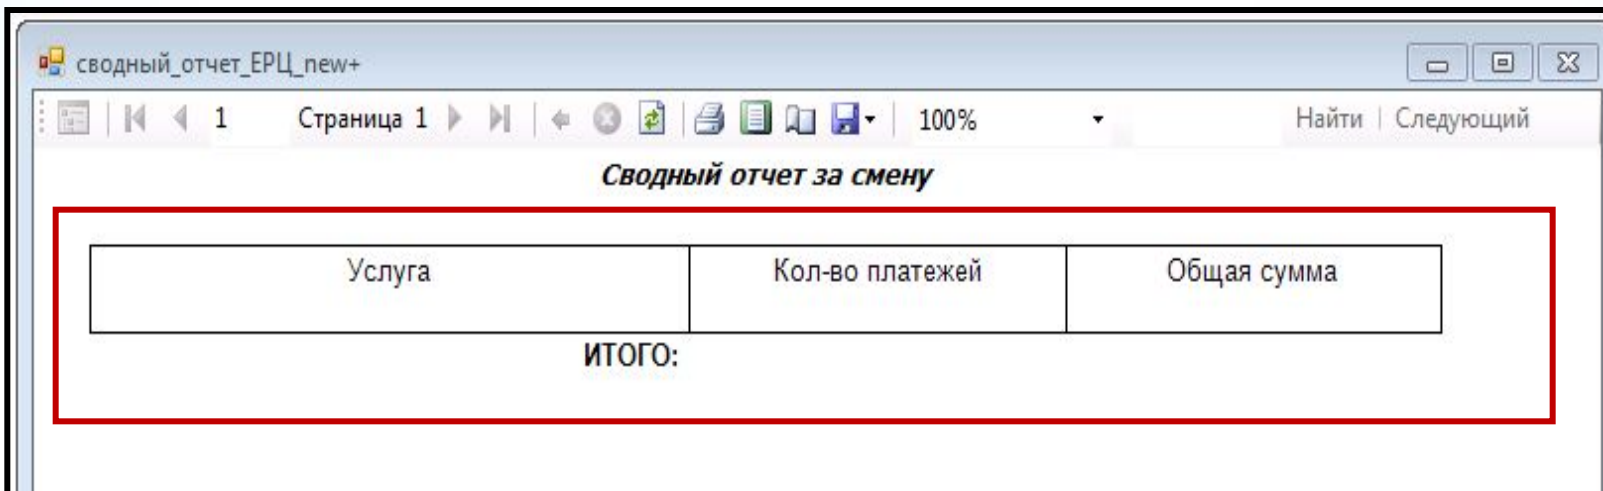 сводный_отчет_ЕРЦ_new+
1 Страница 1 100% Найти | Следующий
Сводный отчет за смену
Услуга Кол-во платежей Общая сумма
ИТОГО: